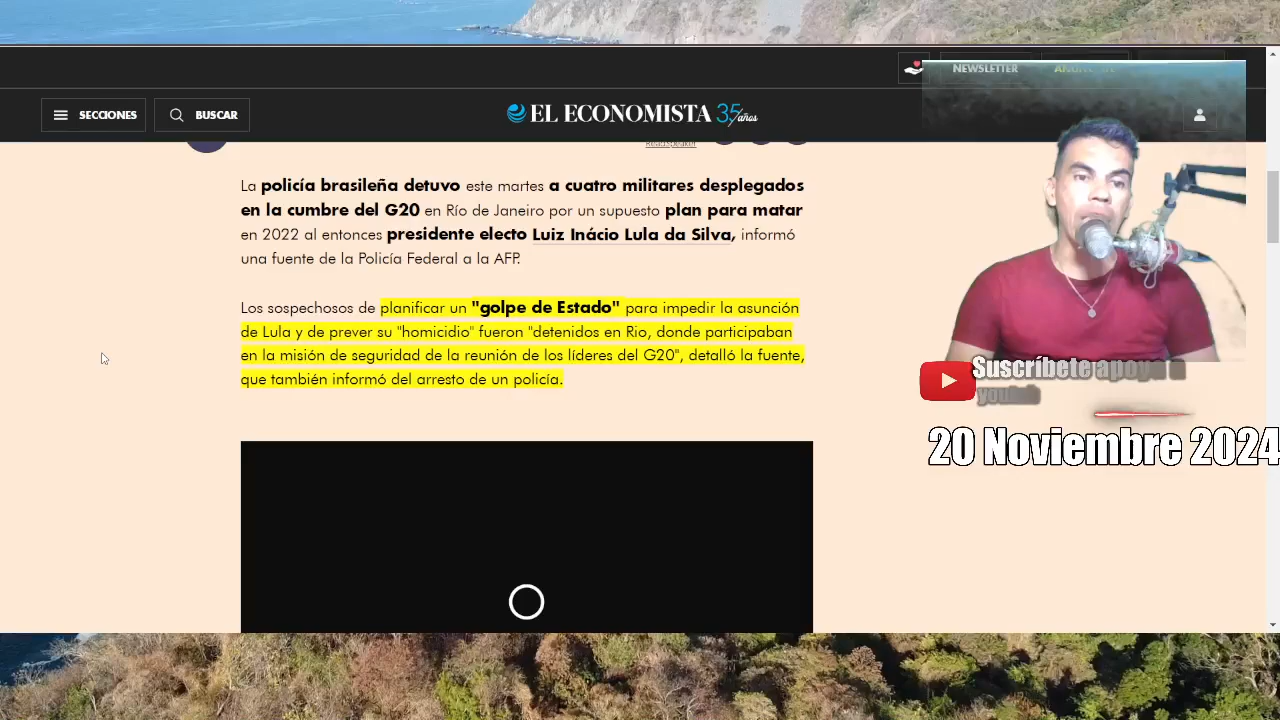 NEWSLETTER
SECCIONES
BUSCAR
EL ECONOMISTA 35 años
ReadSpeaker
La policía brasileña detuvo este martes a cuatro militares desplegados
en la cumbre del G20 en Río de Janeiro por un supuesto plan para matar
en 2022 al entonces presidente electo Luiz Inácio Lula da Silva, informó
una fuente de la Policía Federal a la AFP.
Los sospechosos de planificar un "golpe de Estado" para impedir la asunción
de Lula y de prever su "homicidio" fueron "detenidos en Rio, donde participaban
en la misión de seguridad de la reunión de los líderes del G20", detalló la fuente,
que también informó del arresto de un policía.
Suscríbete
20 Noviembre 2024